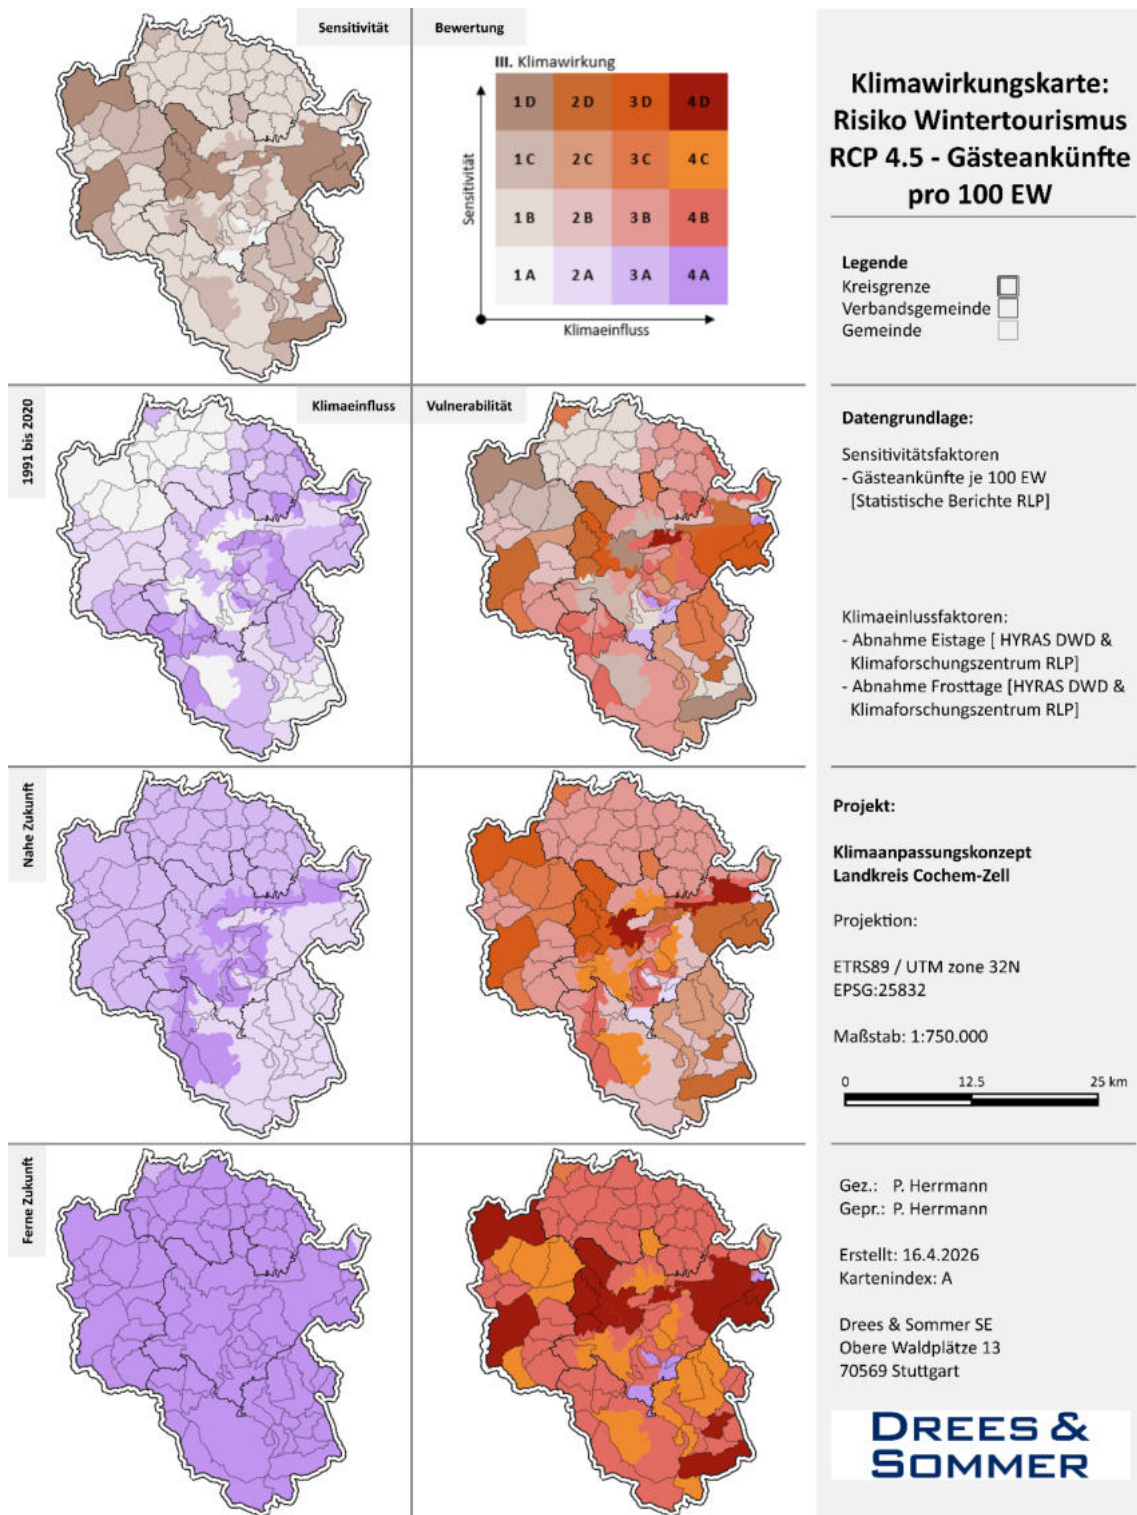 Sensitivität
Bewertung
III. Klimawirkung
1 D
2 D
3 D
4 D
1 C
2 C
3 C
4 C
1 B
2 B
3 B
4 B
1 A
2 A
3 A
4 A
Sensitivität
Klimaeinfluss
Klimawirkungskarte:
Risiko Wintertourismus
RCP 4.5 - Gästeankünfte
pro 100 EW
Legende
Kreisgrenze
Verbandsgemeinde
Gemeinde
1991 bis 2020
Klimaeinfluss
Vulnerabilität
Datengrundlage:
Sensitivitätsfaktoren
- Gästeankünfte je 100 EW
[Statistische Berichte RLP]
Klimaeinlussfaktoren:
- Abnahme Eistage [ HYRAS DWD &
Klimaforschungszentrum RLP]
- Abnahme Frosttage [HYRAS DWD &
Klimaforschungszentrum RLP]
Nahe Zukunft
Projekt:
Klimaanpassungskonzept
Landkreis Cochem-Zell
Projektion:
ETRS89 / UTM zone 32N
EPSG:25832
Maßstab: 1:750.000
0 12.5 25 km
Ferne Zukunft
Gez.: P. Herrmann
Gepr.: P. Herrmann
Erstellt: 16.4.2026
Kartenindex: A
Drees & Sommer SE
Obere Waldplätze 13
70569 Stuttgart
DREES &
SOMMER